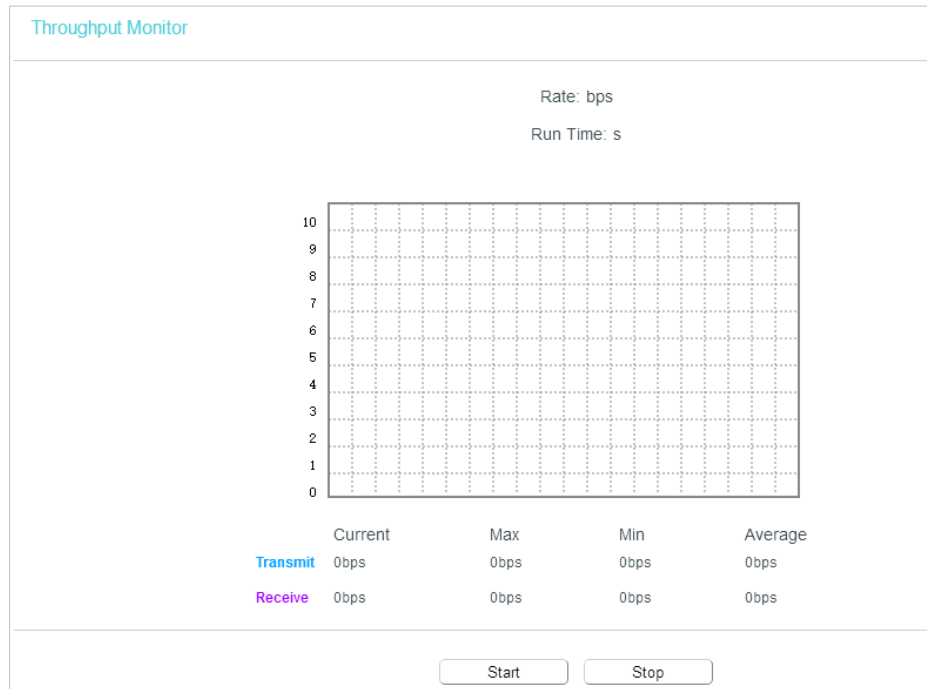 Throughput Monitor
Rate: bps
Run Time: s
10
9
8
7
6
5
4
3
2
1
0
Current Max Min Average
Transmit 0bps 0bps 0bps 0bps
Receive 0bps 0bps 0bps 0bps
Start Stop